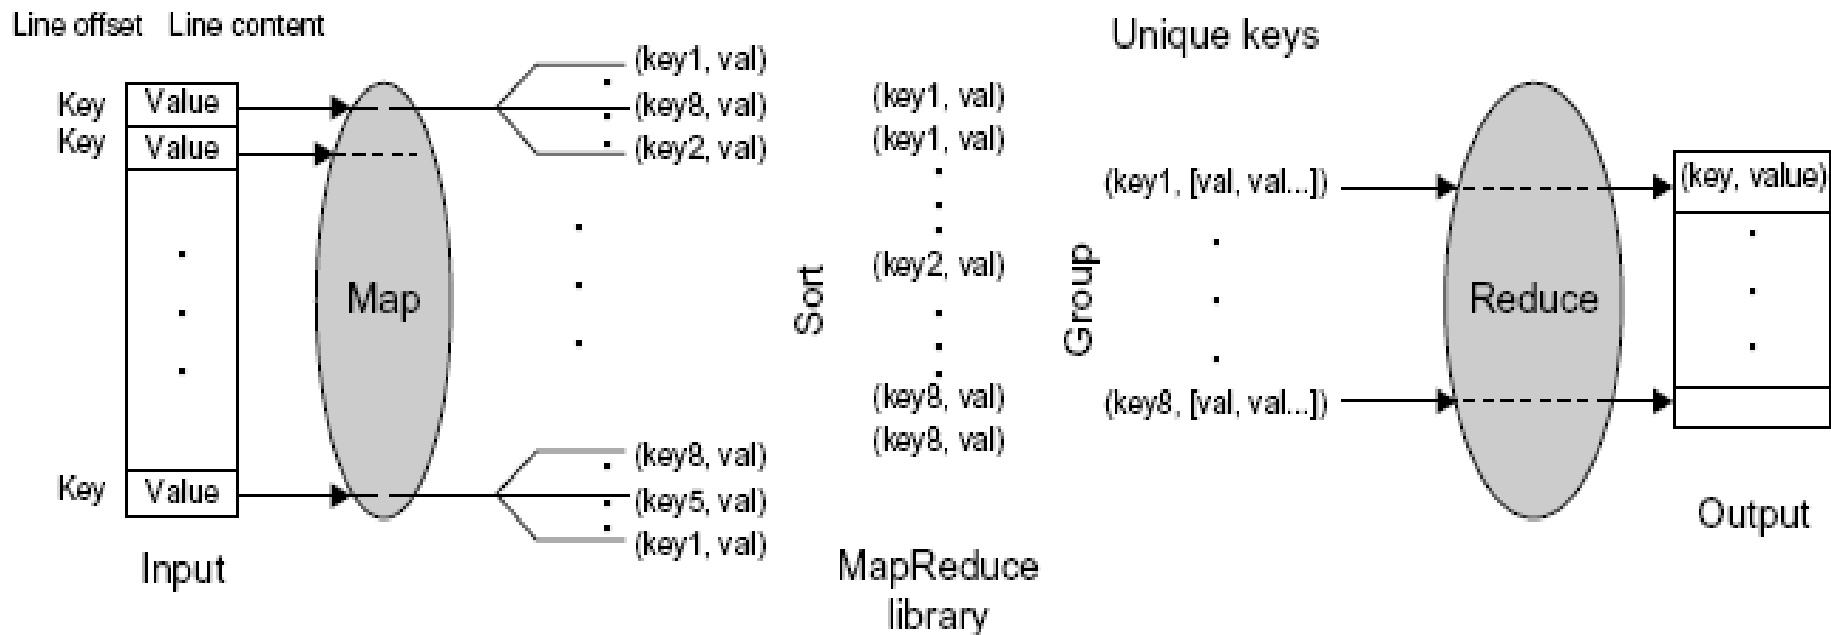 Line offset Line content
Key Value
Key Value
Key Value
Input
Map
(key1, val)
(key8, val)
(key2, val)
(key8, val)
(key5, val)
(key1, val)
Sort
(key1, val)
(key1, val)
(key2, val)
(key8, val)
(key8, val)
MapReduce
library
Group
Unique keys
(key1, [val, val...])
(key8, [val, val...])
Reduce
(key, value)
Output